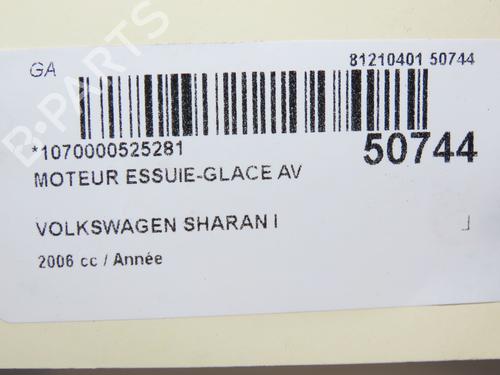 GA
81210401 50744
*1070000525281
50744
MOTEUR ESSUIE-GLACE AV
VOLKSWAGEN SHARAN I
2006 cc / Année
B-PARTS